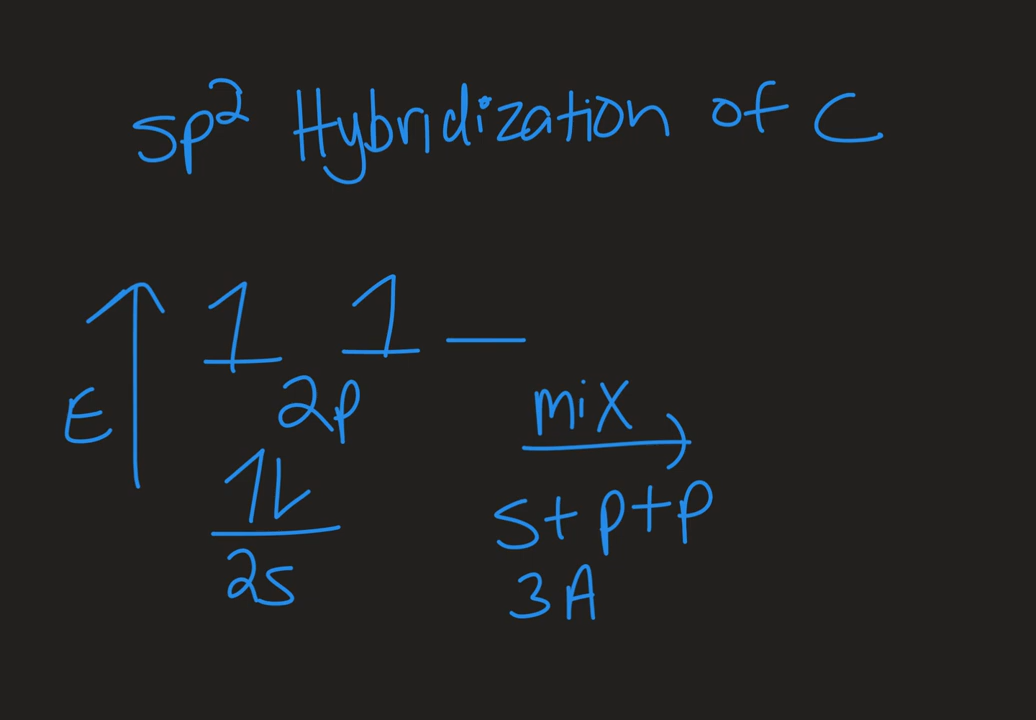 sp² Hybridization of C
1 1
E
2p
mix
1L
s+p+p
2s
3A